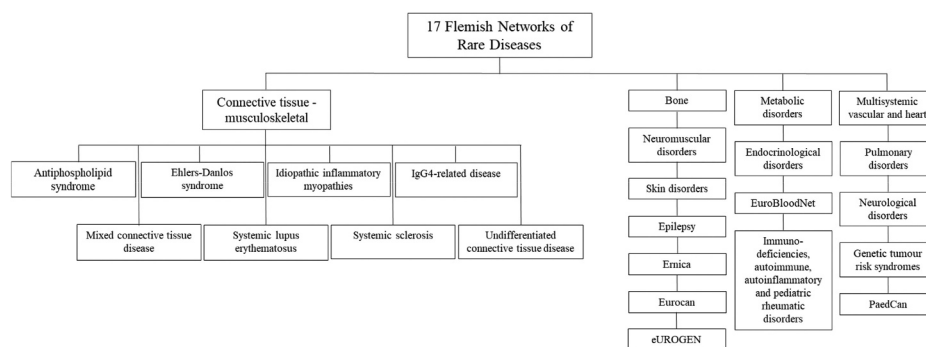 17 Flemish Networks of
Rare Diseases
Connective tissue -
musculoskeletal
Antiphospholipid
syndrome
Ehlers-Danlos
syndrome
Idiopathic inflammatory
myopathies
IgG4-related disease
Mixed connective tissue
disease
Systemic lupus
erythematosus
Systemic sclerosis
Undifferentiated
connective tissue disease
Bone
Neuromuscular
disorders
Skin disorders
Epilepsy
Ernica
Eurocan
eUROGEN
Metabolic
disorders
Endocrinological
disorders
EuroBloodNet
Immuno-
deficiencies,
autoimmune,
autoinflammatory
and pediatric
rheumatic
disorders
Multisystemic
vascular and heart
Pulmonary
disorders
Neurological
disorders
Genetic tumour
risk syndromes
PaedCan